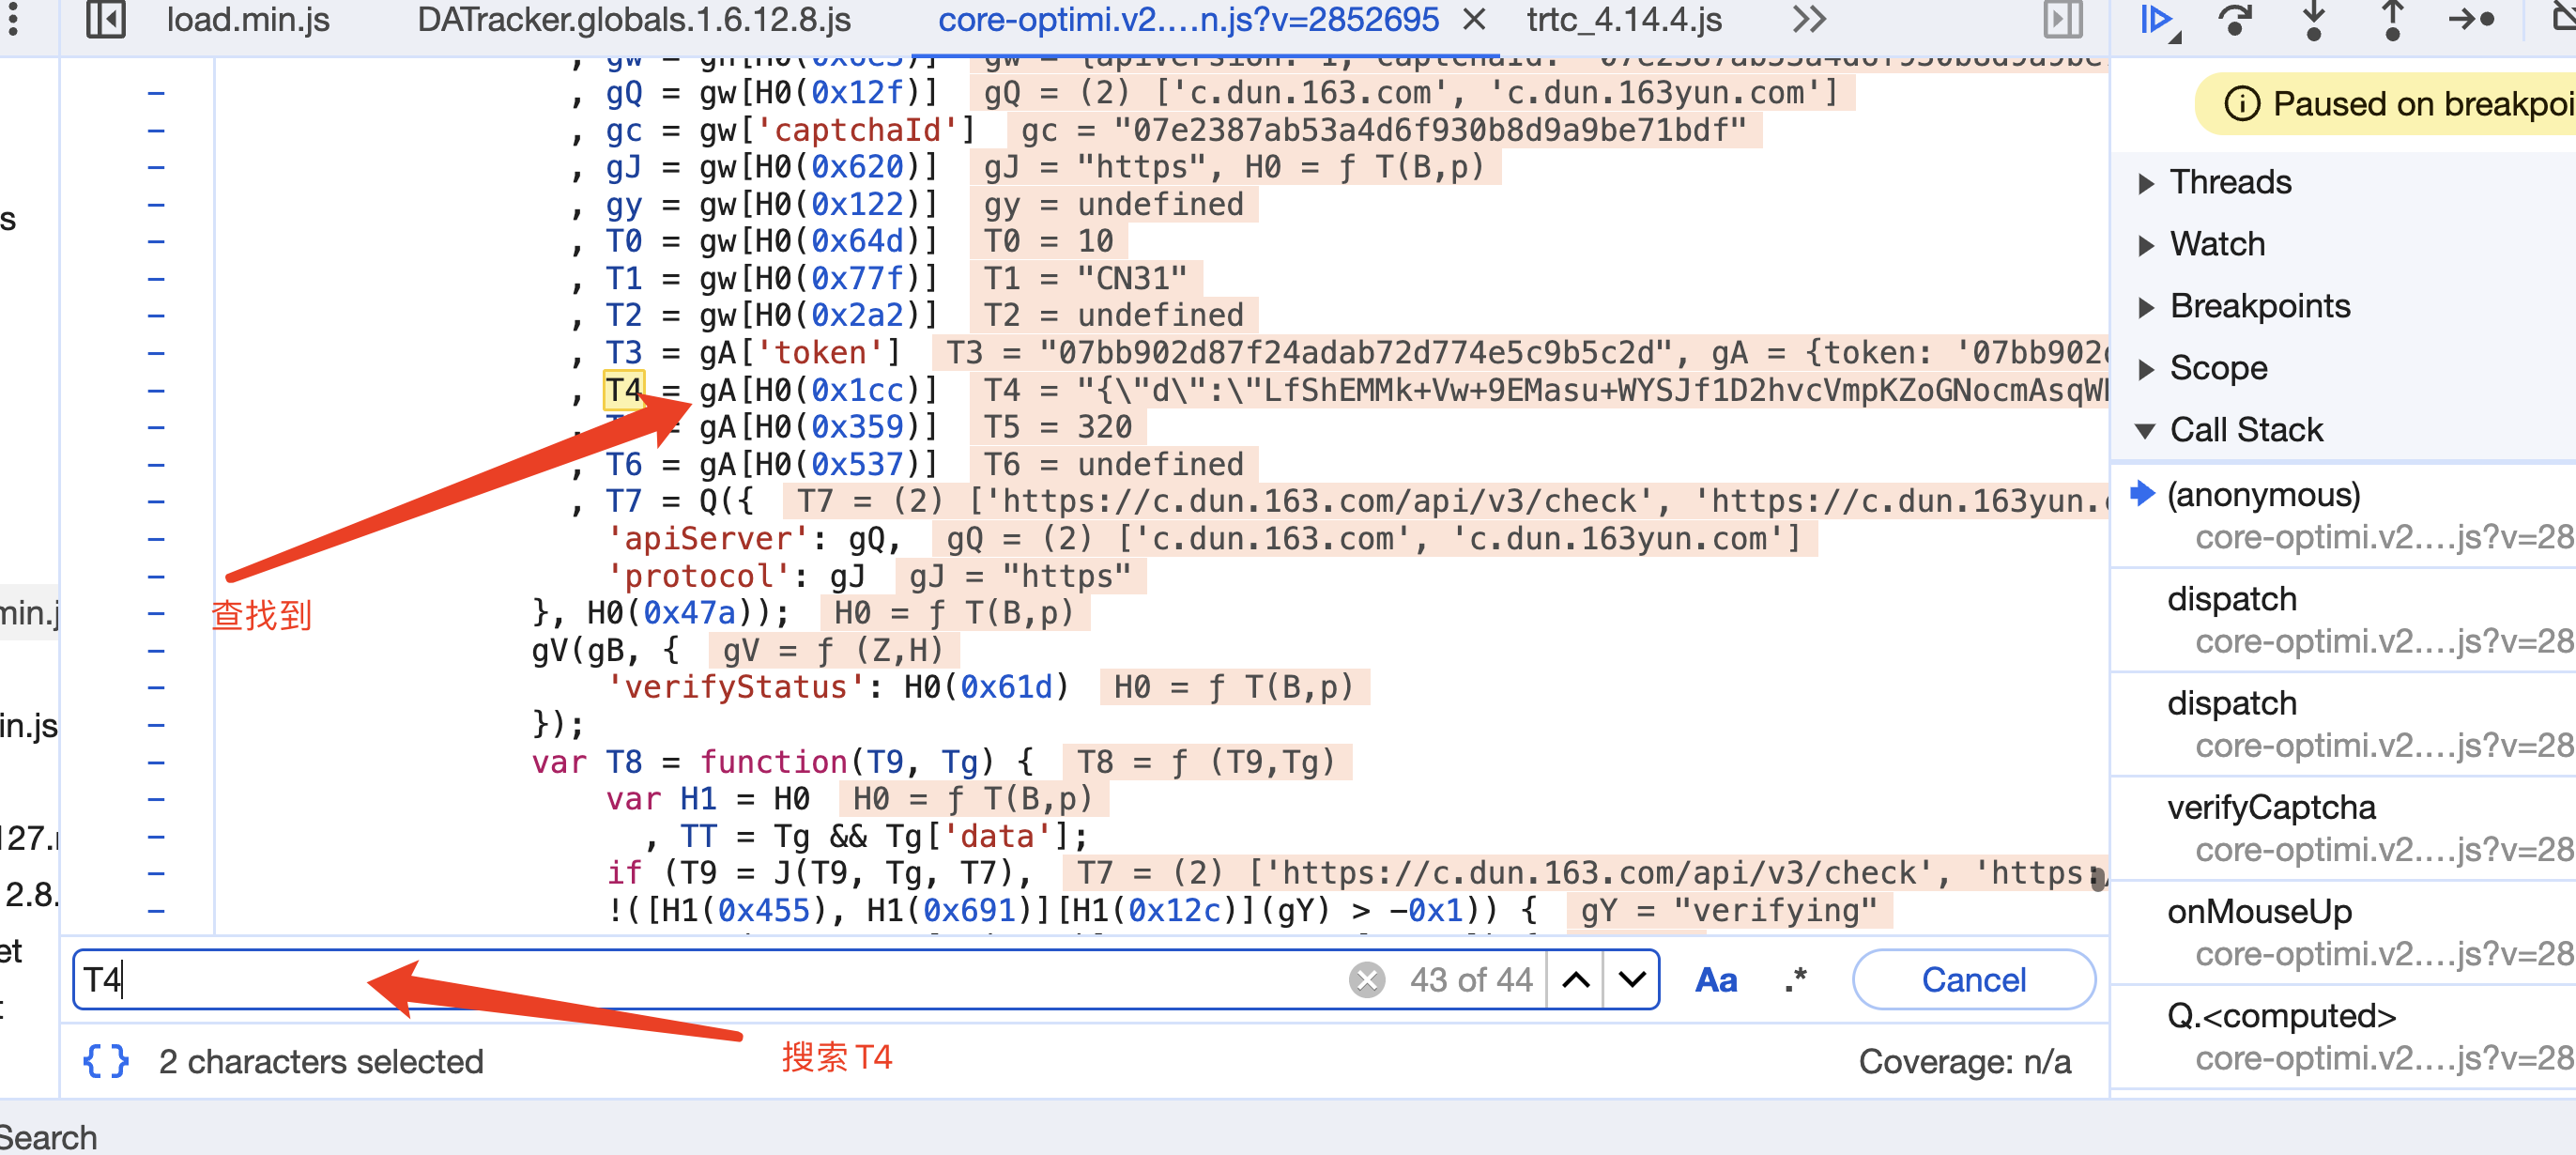 load.min.js DATracker.globals.1.6.12.8.js core-optimi.v2....n.js?v=2852695 × trtc_4.14.4.js
Paused on breakpoi
, gQ = gw[H0(0x12f)] gQ = (2) ['c.dun.163.com', 'c.dun.163yun.com']
, gc = gw['captchaId'] gc = "07e2387ab53a4d6f930b8d9a9be71bdf"
, gJ = gw[H0(0x620)] gJ = "https", H0 = ƒ T(B,p)
, gy = gw[H0(0x122)] gy = undefined
, T0 = gw[H0(0x64d)] T0 = 10
, T1 = gw[H0(0x77f)] T1 = "CN31"
, T2 = gw[H0(0x2a2)] T2 = undefined
, T3 = gA['token'] T3 = "07bb902d87f24adab72d774e5c9b5c2d", gA = {token: '07bb902
, T4 = gA[H0(0x1cc)] T4 = "{\"d\":\"LfShEMMk+Vw+9EMasu+WYSJf1D2hvcVmpKZoGNocmAsqW
= gA[H0(0x359)] T5 = 320
, T6 = gA[H0(0x537)] T6 = undefined
, T7 = Q({ T7 = (2) ['https://c.dun.163.com/api/v3/check', 'https://c.dun.163yun.
'apiServer': gQ, gQ = (2) ['c.dun.163.com', 'c.dun.163yun.com']
'protocol': gJ gJ = "https"
}, H0(0x47a)); H0 = ƒ T(B,p)
查找到
gV(gB, { gV = ƒ (Z,H)
'verifyStatus': H0(0x61d) H0 = ƒ T(B,p)
});
var T8 = function(T9, Tg) { T8 = ƒ (T9,Tg)
var H1 = H0 H0 = ƒ T(B,p)
, TT = Tg && Tg['data'];
if (T9 = J(T9, Tg, T7), T7 = (2) ['https://c.dun.163.com/api/v3/check', 'https:
!([H1(0x455), H1(0x691)][H1(0x12c)](gY) > -0x1)) { gY = "verifying"
s
min.j
in.js
127.
2.8.
et
T4 43 of 44 Aa .* Cancel
搜索 T4
{} 2 characters selected Coverage: n/a
Search
Threads
Watch
Breakpoints
Scope
Call Stack
(anonymous)
core-optimi.v2....js?v=28
dispatch
core-optimi.v2....js?v=28
dispatch
core-optimi.v2....js?v=28
verifyCaptcha
core-optimi.v2....js?v=28
onMouseUp
core-optimi.v2....js?v=28
Q.<computed>
core-optimi.v2....js?v=28